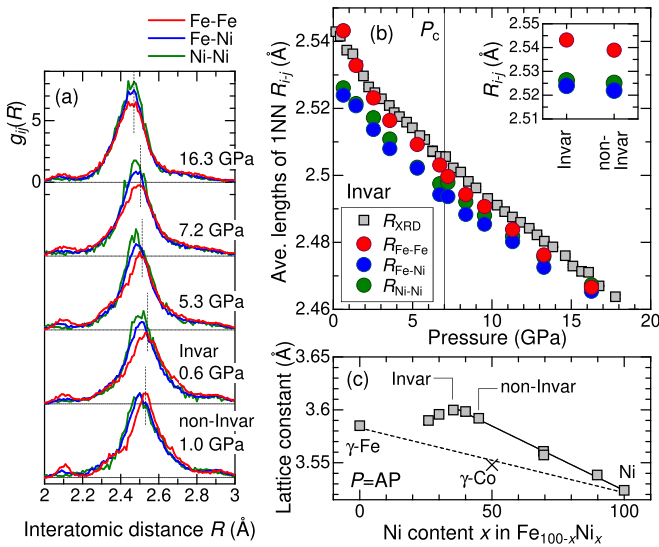 Fe-Fe
Fe-Ni
Ni-Ni
(a)
g_ij(R)
5
0
16.3 GPa
7.2 GPa
5.3 GPa
Invar
0.6 GPa
non-Invar
1.0 GPa
2 2.2 2.4 2.6 2.8 3
Interatomic distance R (Å)
(b)
P_c
Ave. lengths of 1NN R_i-j (Å)
2.54
2.52
2.5
2.48
2.46
Invar
R_XRD
R_Fe-Fe
R_Fe-Ni
R_Ni-Ni
0 5 10 15 20
Pressure (GPa)
R_i-j (Å)
2.55
2.54
2.53
2.52
2.51
Invar
non-
Invar
(c)
Lattice constant (Å)
3.65
3.6
3.55
Invar
non-Invar
γ-Fe
γ-Co
Ni
P=AP
0 20 40 60 80 100
Ni content x in Fe_100-xNi_x